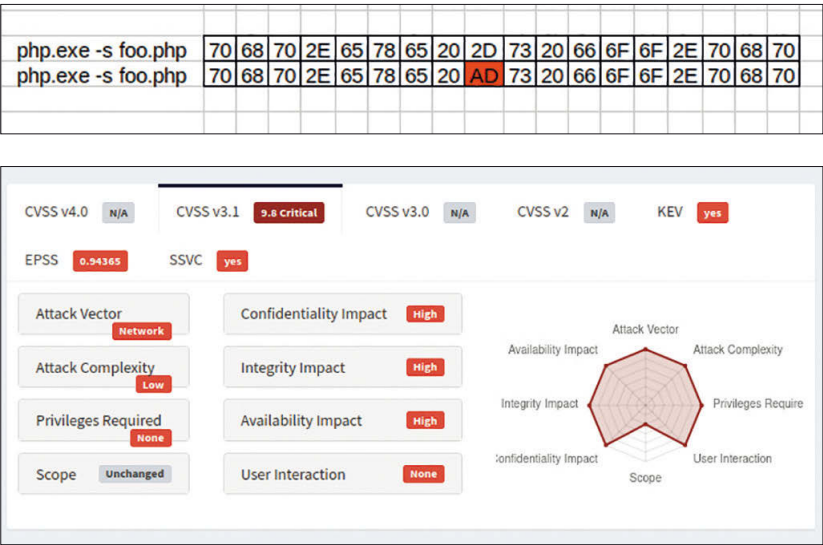 php.exe -s foo.php 70 68 70 2E 65 78 65 20 2D 73 20 66 6F 6F 2E 70 68 70
php.exe -s foo.php 70 68 70 2E 65 78 65 20 AD 73 20 66 6F 6F 2E 70 68 70
CVSS v4.0 N/A CVSS v3.1 9.8 Critical CVSS v3.0 N/A CVSS v2 N/A KEV yes
EPSS 0.94365 SSVC yes
Attack Vector Network
Attack Complexity Low
Privileges Required None
Scope Unchanged
Confidentiality Impact High
Integrity Impact High
Availability Impact High
User Interaction None
Attack Vector
Availability Impact Attack Complexity
Integrity Impact Privileges Require
onfidentiality Impact User Interaction
Scope